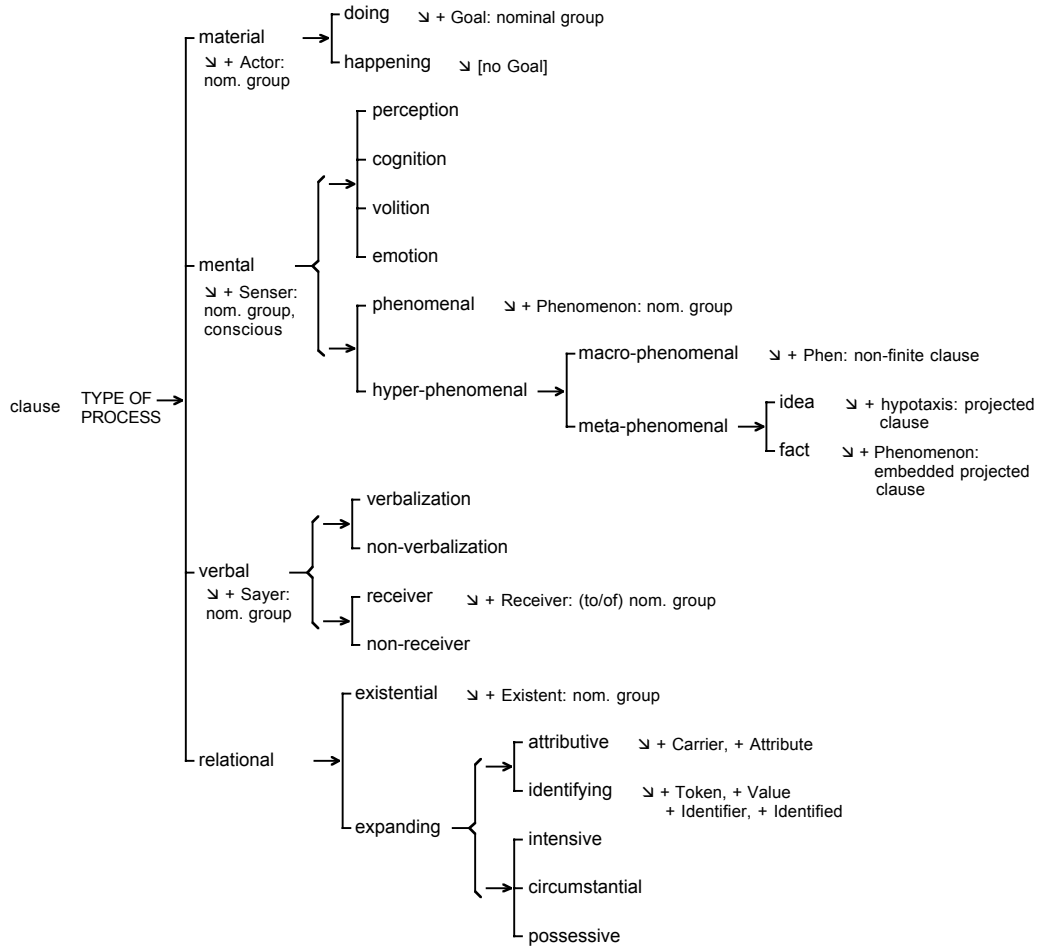 doing ↘ + Goal: nominal group
material
↘ + Actor:
nom. group
happening ↘ [no Goal]
perception
cognition
volition
emotion
mental
↘ + Senser:
nom. group,
conscious
phenomenal ↘ + Phenomenon: nom. group
hyper-phenomenal
macro-phenomenal ↘ + Phen: non-finite clause
meta-phenomenal
idea ↘ + hypotaxis: projected
clause
fact ↘ + Phenomenon:
embedded projected
clause
clause TYPE OF
PROCESS
verbalization
non-verbalization
verbal
↘ + Sayer:
nom. group
receiver ↘ + Receiver: (to/of) nom. group
non-receiver
existential ↘ + Existent: nom. group
relational
attributive ↘ + Carrier, + Attribute
identifying ↘ + Token, + Value
+ Identifier, + Identified
expanding
intensive
circumstantial
possessive